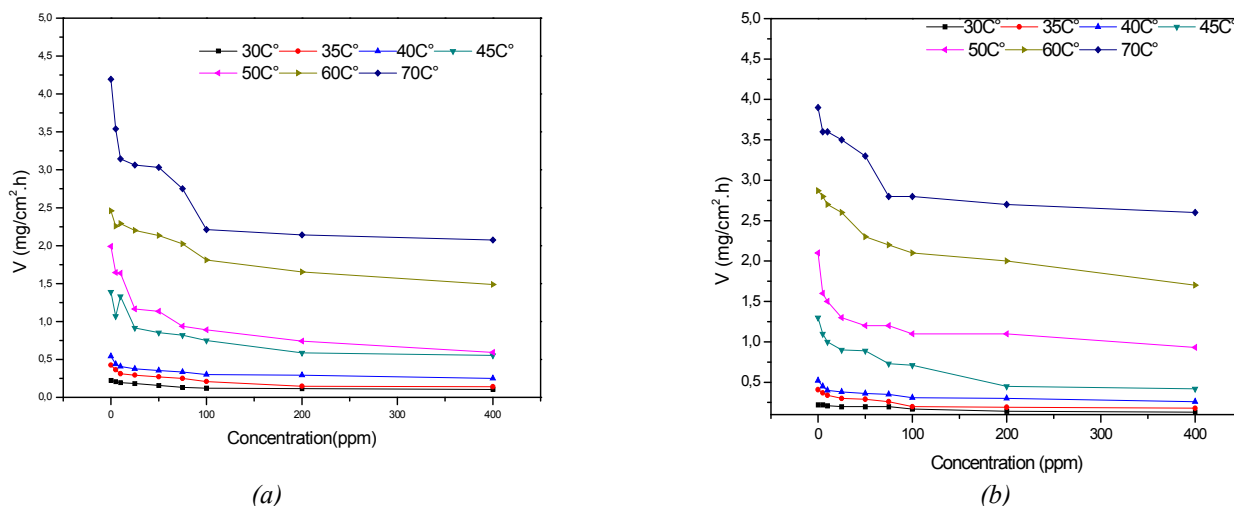 5,0
4,5
4,0
3,5
3,0
2,5
2,0
1,5
1,0
0,5
0,0
V (mg/cm².h)
30C° 35C° 40C° 45C°
50C° 60C° 70C°
0 100 200 300 400
Concentration(ppm)
(a)
5,0
4,5
4,0
3,5
3,0
2,5
2,0
1,5
1,0
0,5
V (mg/cm².h)
30C° 35C° 40C° 45C°
50C° 60C° 70C°
0 100 200 300 400
Concentration (ppm)
(b)